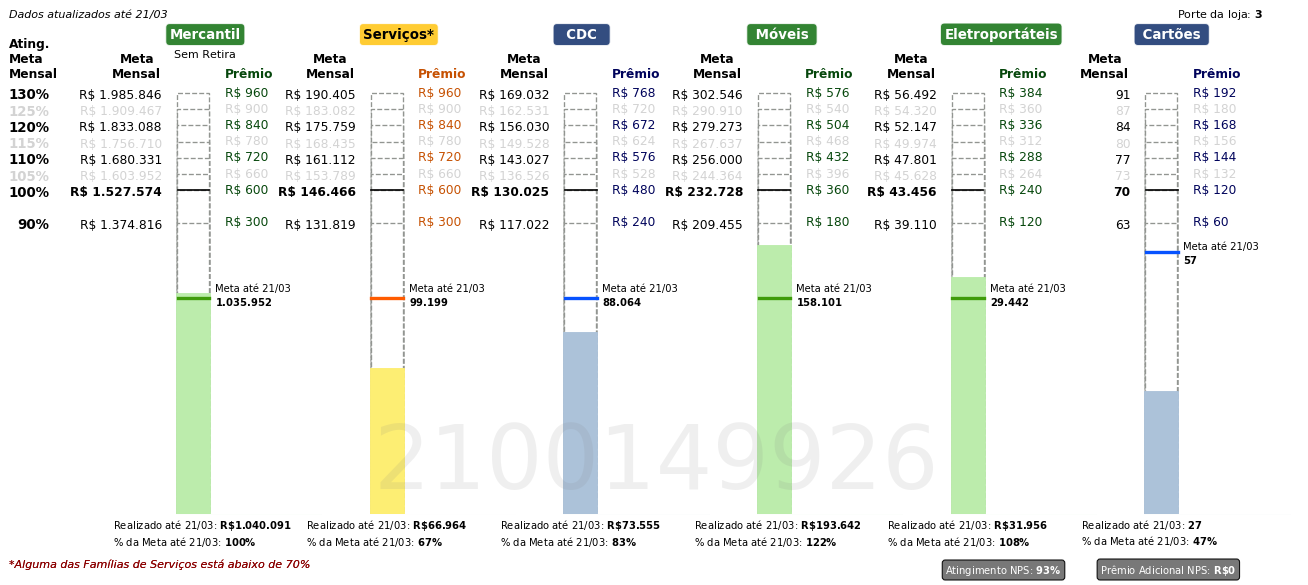 Dados atualizados até 21/03
Porte da loja: 3
Mercantil Serviços* CDC Móveis Eletroportáteis Cartões
Sem Retira
Ating. Meta Mensal
Meta Mensal Prêmio Meta Mensal Prêmio Meta Mensal Prêmio Meta Mensal Prêmio Meta Mensal Prêmio Meta Mensal Prêmio
130% R$ 1.985.846 R$ 960 R$ 190.405 R$ 960 R$ 169.032 R$ 768 R$ 302.546 R$ 576 R$ 56.492 R$ 384 91 R$ 192
125% R$ 1.909.467 R$ 900 R$ 183.082 R$ 900 R$ 162.531 R$ 720 R$ 290.910 R$ 540 R$ 54.320 R$ 360 87 R$ 180
120% R$ 1.833.088 R$ 840 R$ 175.759 R$ 840 R$ 156.030 R$ 672 R$ 279.273 R$ 504 R$ 52.147 R$ 336 84 R$ 168
115% R$ 1.756.710 R$ 780 R$ 168.435 R$ 780 R$ 149.528 R$ 624 R$ 267.637 R$ 468 R$ 49.974 R$ 312 80 R$ 156
110% R$ 1.680.331 R$ 720 R$ 161.112 R$ 720 R$ 143.027 R$ 576 R$ 256.000 R$ 432 R$ 47.801 R$ 288 77 R$ 144
105% R$ 1.603.952 R$ 660 R$ 153.789 R$ 660 R$ 136.526 R$ 528 R$ 244.364 R$ 396 R$ 45.628 R$ 264 73 R$ 132
100% R$ 1.527.574 R$ 600 R$ 146.466 R$ 600 R$ 130.025 R$ 480 R$ 232.728 R$ 360 R$ 43.456 R$ 240 70 R$ 120
90% R$ 1.374.816 R$ 300 R$ 131.819 R$ 300 R$ 117.022 R$ 240 R$ 209.455 R$ 180 R$ 39.110 R$ 120 63 R$ 60
Meta até 21/03
57
Meta até 21/03 Meta até 21/03 Meta até 21/03 Meta até 21/03 Meta até 21/03
1.035.952 99.199 88.064 158.101 29.442
2100149926
Realizado até 21/03: R$1.040.091 Realizado até 21/03: R$66.964 Realizado até 21/03: R$73.555 Realizado até 21/03: R$193.642 Realizado até 21/03: R$31.956 Realizado até 21/03: 27
% da Meta até 21/03: 100% % da Meta até 21/03: 67% % da Meta até 21/03: 83% % da Meta até 21/03: 122% % da Meta até 21/03: 108% % da Meta até 21/03: 47%
*Alguma das Famílias de Serviços está abaixo de 70%
Atingimento NPS: 93% Prêmio Adicional NPS: R$0